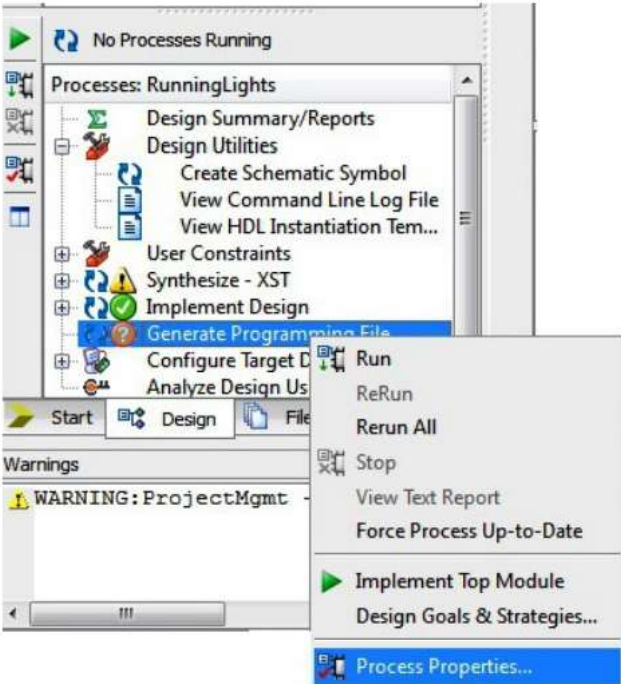 No Processes Running
Processes: RunningLights
Design Summary/Reports
Design Utilities
Create Schematic Symbol
View Command Line Log File
View HDL Instantiation Tem...
User Constraints
Synthesize - XST
Implement Design
Generate Programming File
Configure Target D
Analyze Design Us
Start Design File
Warnings
WARNING:ProjectMgmt -
Run
ReRun
Rerun All
Stop
View Text Report
Force Process Up-to-Date
Implement Top Module
Design Goals & Strategies...
Process Properties...